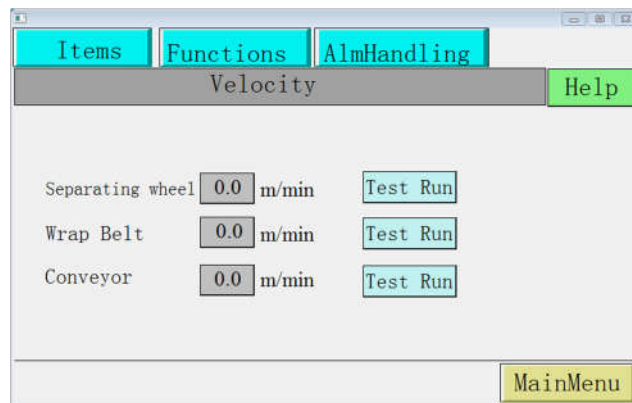 Items Functions AlmHandling
Velocity Help
Separating wheel 0.0 m/min Test Run
Wrap Belt 0.0 m/min Test Run
Conveyor 0.0 m/min Test Run
MainMenu